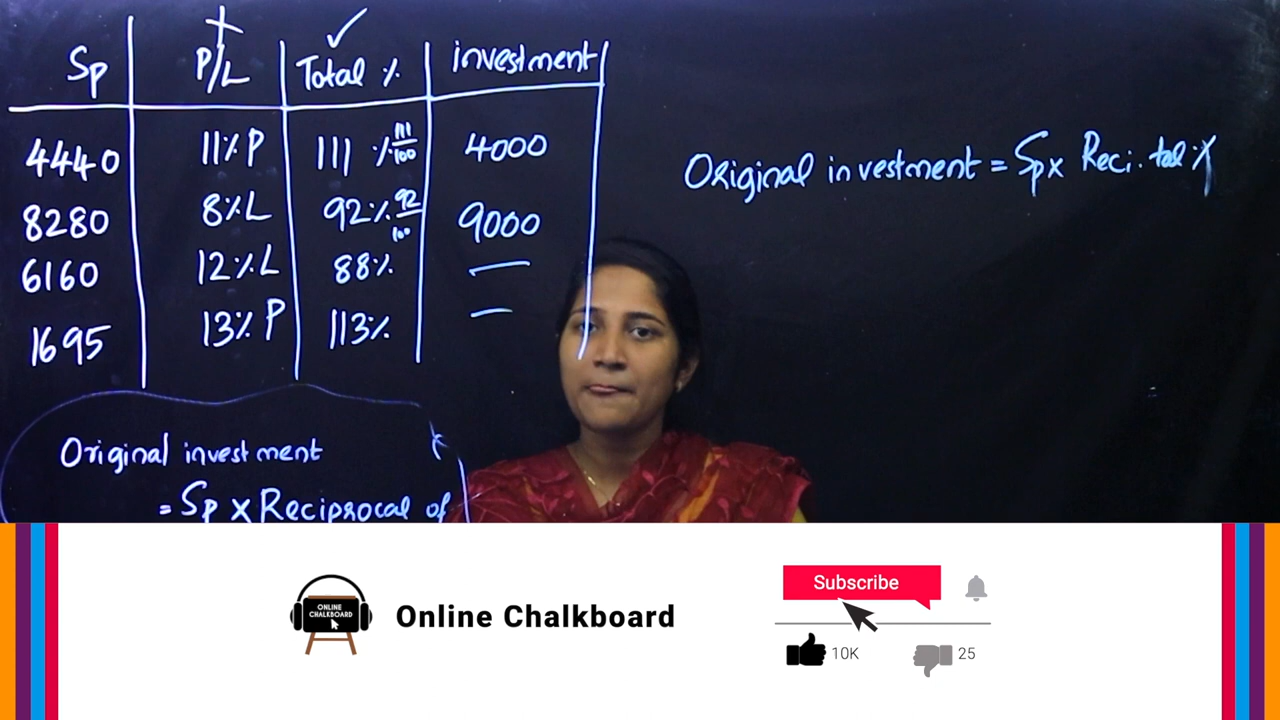 Sp P/L Total % investment
4440 11% P 111 % 111/100 4000
8280 8% L 92% 92/100 9000
6160 12% L 88% —
1695 13% P 113% —
Original investment = Sp x Reci. total %
Original investment
= Sp x Reciprocal of
ONLINE
CHALKBOARD
Online Chalkboard
Subscribe
10K 25